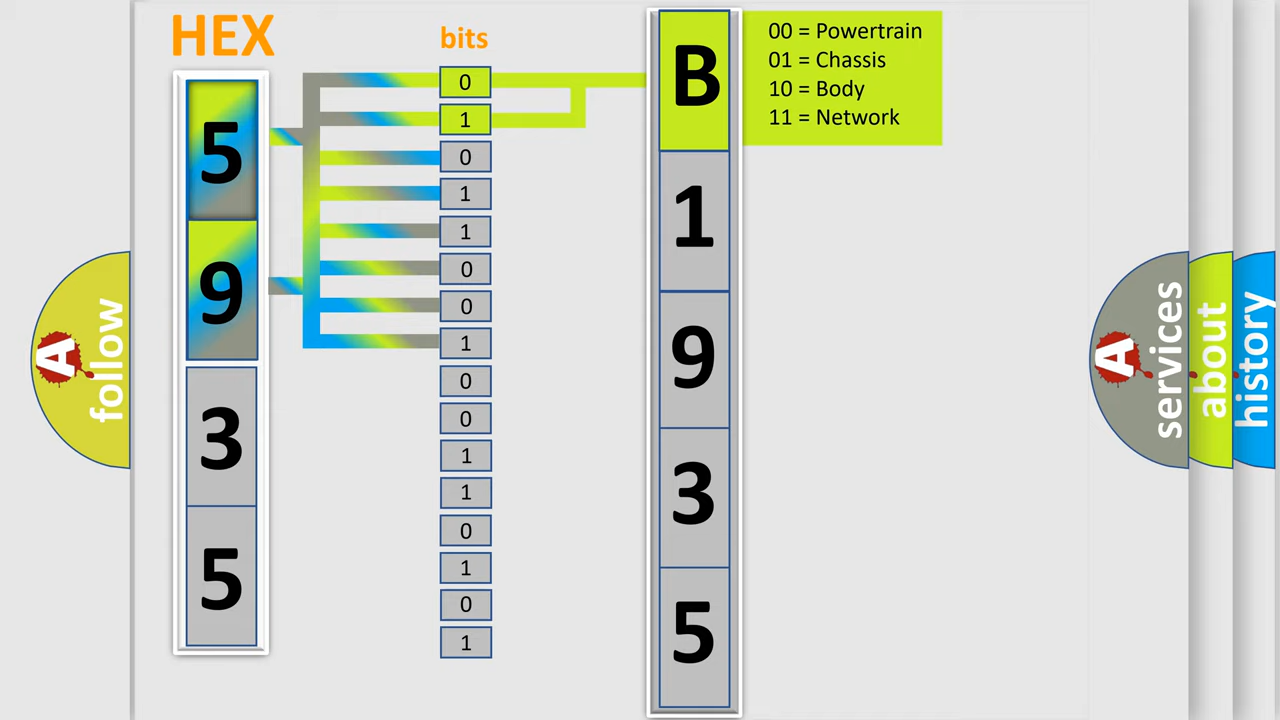 HEX
bits
5
9
3
5
0
1
0
1
1
0
0
1
0
0
1
1
0
1
0
1
B
1
9
3
5
00 = Powertrain
01 = Chassis
10 = Body
11 = Network
A
follow
A
services
about
history